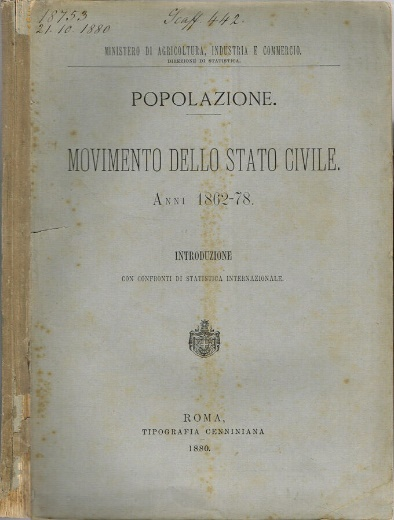 18753
21·10·1880
Scaff 442.
MINISTERO DI AGRICOLTURA, INDUSTRIA E COMMERCIO.
DIREZIONE DI STATISTICA.
POPOLAZIONE.
MOVIMENTO DELLO STATO CIVILE.
ANNI 1862-78.
INTRODUZIONE
CON CONFRONTI DI STATISTICA INTERNAZIONALE.
ROMA,
TIPOGRAFIA CENNINIANA
1880.